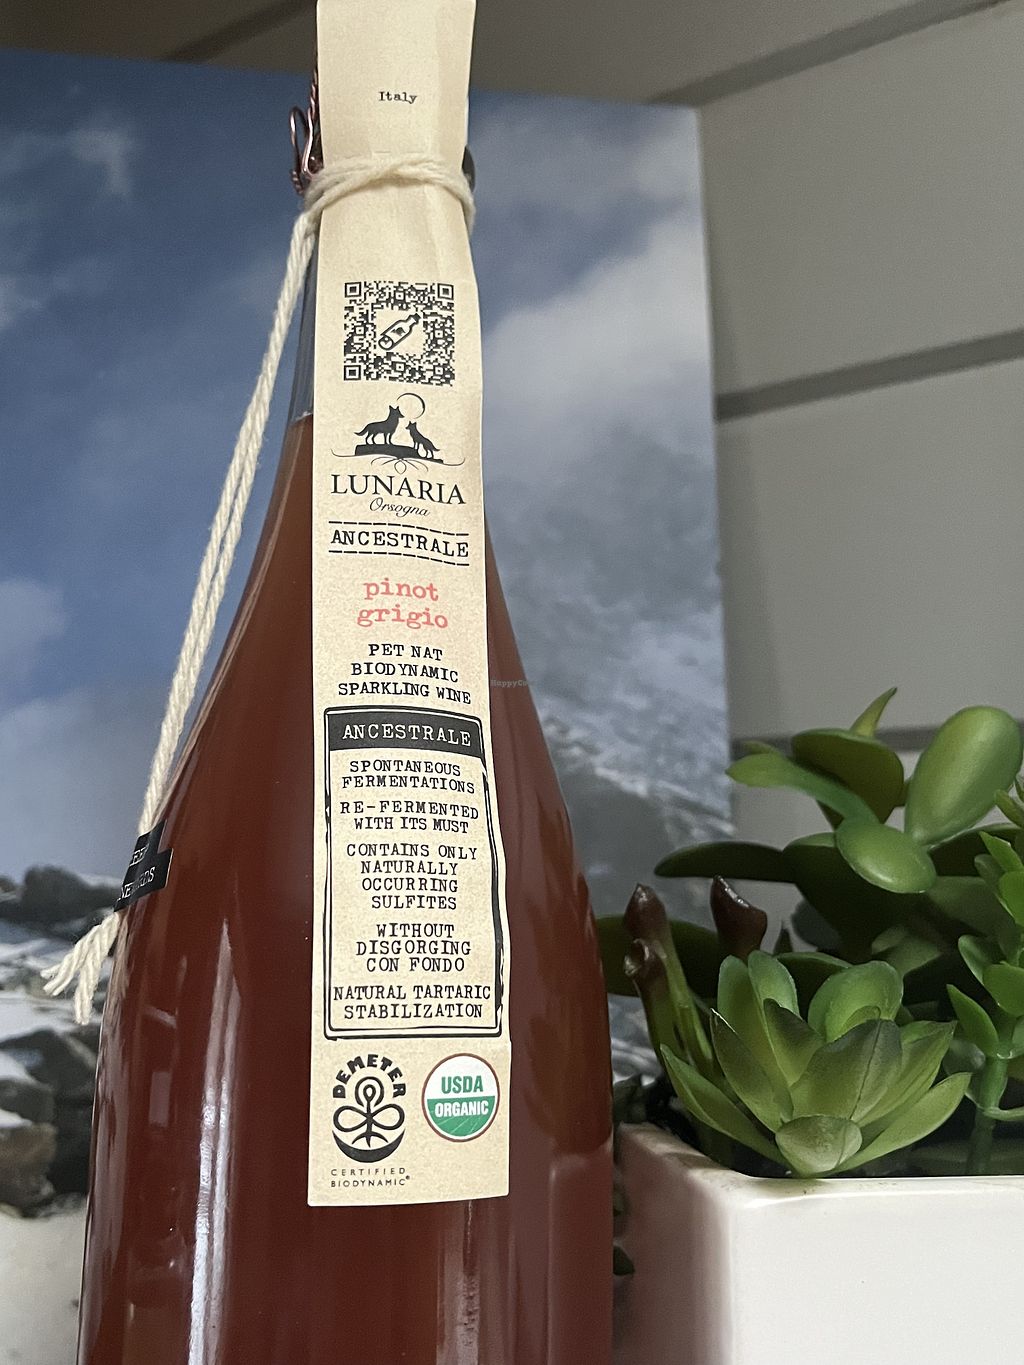 Italy
LUNARIA
Orsogna
ANCESTRALE
pinot
grigio
PET NAT
BIODYNAMIC
SPARKLING WINE
ANCESTRALE
SPONTANEOUS
FERMENTATIONS
RE-FERMENTED
WITH ITS MUST
CONTAINS ONLY
NATURALLY
OCCURRING
SULFITES
WITHOUT
DISGORGING
CON FONDO
NATURAL TARTARIC
STABILIZATION
DEMETER
USDA
ORGANIC
CERTIFIED
BIODYNAMIC®